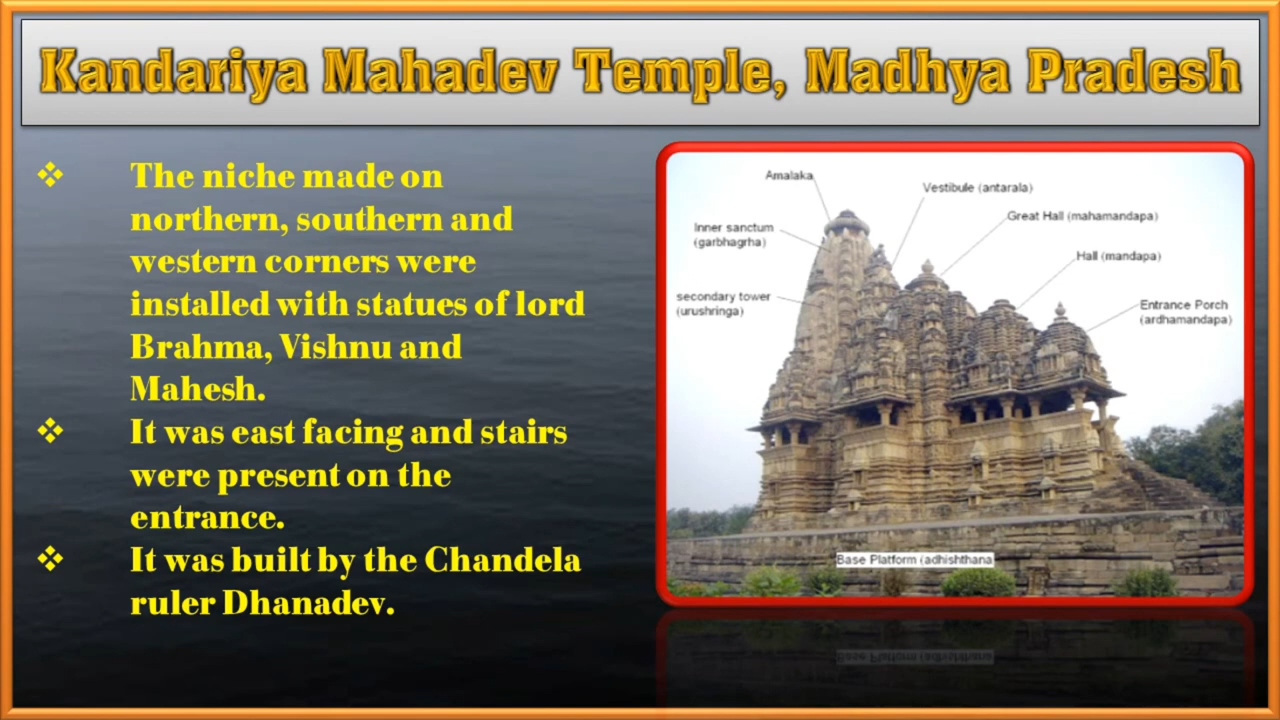 Kandariya Mahadev Temple, Madhya Pradesh
❖ The niche made on
northern, southern and
western corners were
installed with statues of lord
Brahma, Vishnu and
Mahesh.
❖ It was east facing and stairs
were present on the
entrance.
❖ It was built by the Chandela
ruler Dhanadev.
Amalaka
Vestibule (antarala)
Great Hall (mahamandapa)
Inner sanctum
(garbhagrha)
Hall (mandapa)
secondary tower
(urushringa)
Entrance Porch
(ardhamandapa)
Base Platform (adhishthana